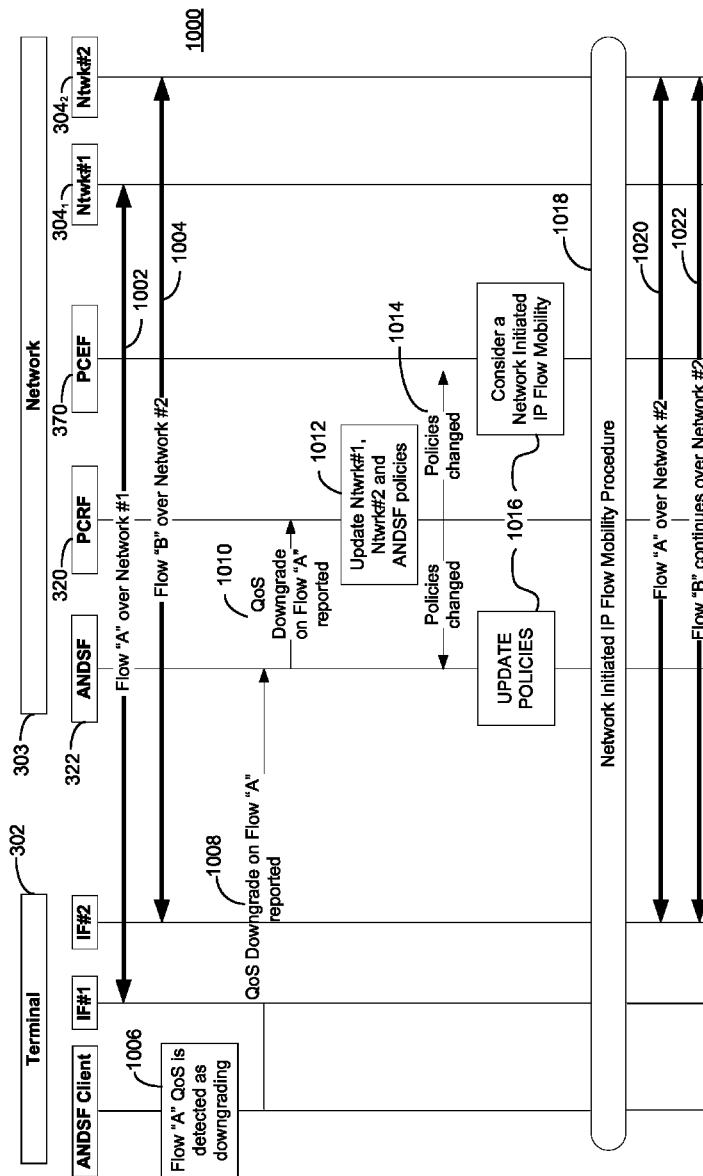 1000
302
Terminal
303
Network
ANDSF Client
IF#1
IF#2
322
ANDSF
320
PCRF
370
PCEF
304₁
Ntwk#1
304₂
Ntwk#2
Flow "A" over Network #1
1002
Flow "B" over Network #2
1004
1006
Flow "A" QoS is
detected as
downgrading
1008
QoS Downgrade on Flow "A"
reported
1010
QoS
Downgrade
on Flow "A"
reported
1012
Update Ntwrk#1,
Ntwrk#2 and
ANDSF policies
1014
Policies
changed
Policies
changed
1016
UPDATE
POLICIES
Consider a
Network Initiated
IP Flow Mobility
1018
Network Initiated IP Flow Mobility Procedure
1020
Flow "A" over Network #2
1022
Flow "B" continues over Network #2